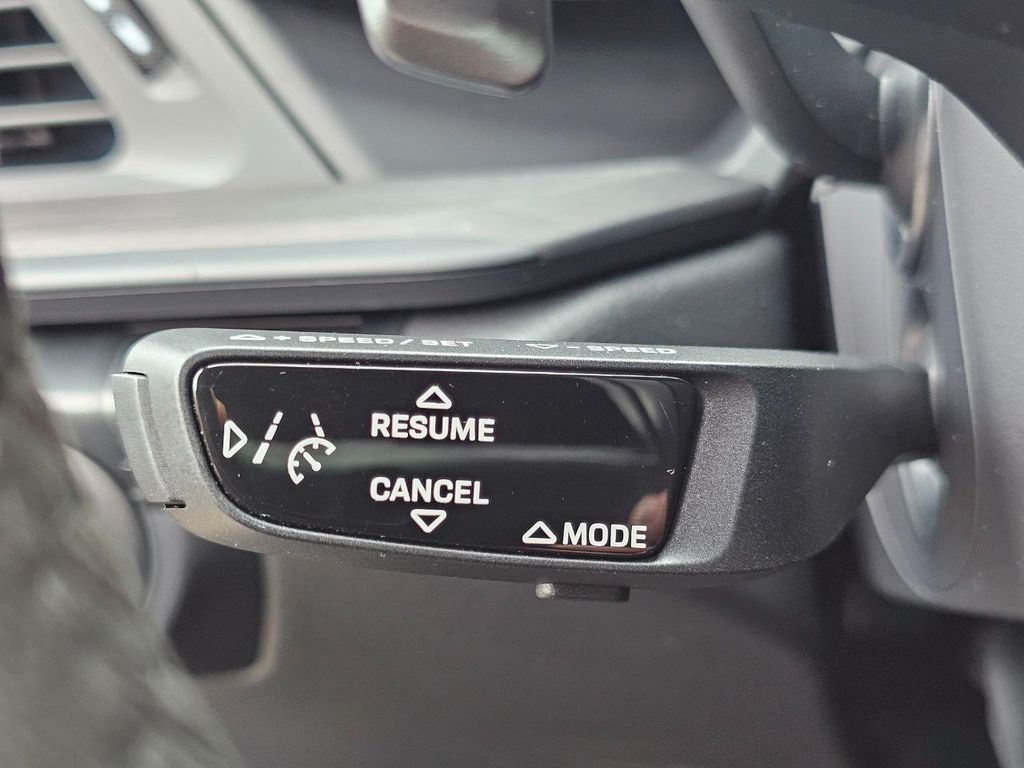 + SPEED / SET - SPEED
RESUME
CANCEL
MODE